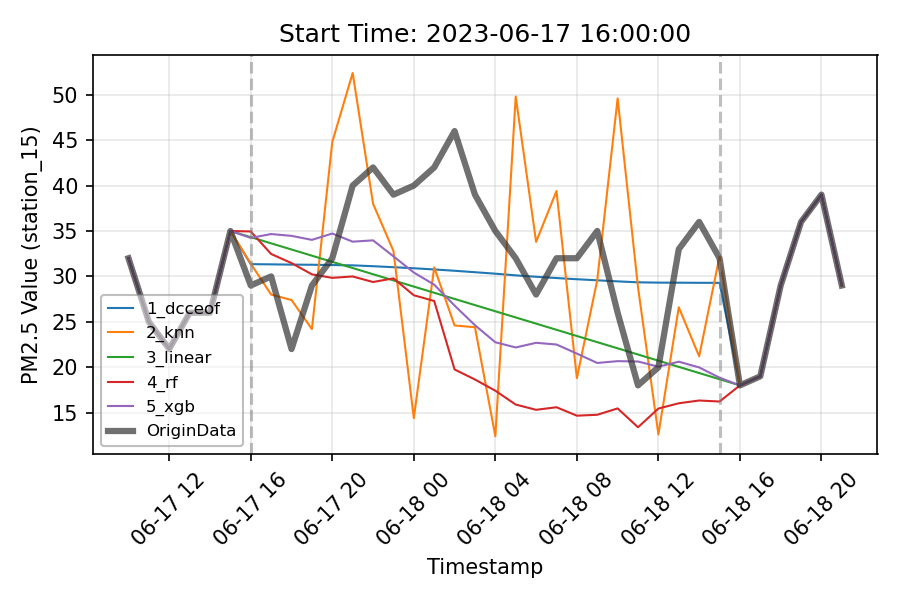 Start Time: 2023-06-17 16:00:00
PM2.5 Value (station_15)
50
45
40
35
30
25
20
15
1_dcceof
2_knn
3_linear
4_rf
5_xgb
OriginData
06-17 12
06-17 16
06-17 20
06-18 00
06-18 04
06-18 08
06-18 12
06-18 16
06-18 20
Timestamp